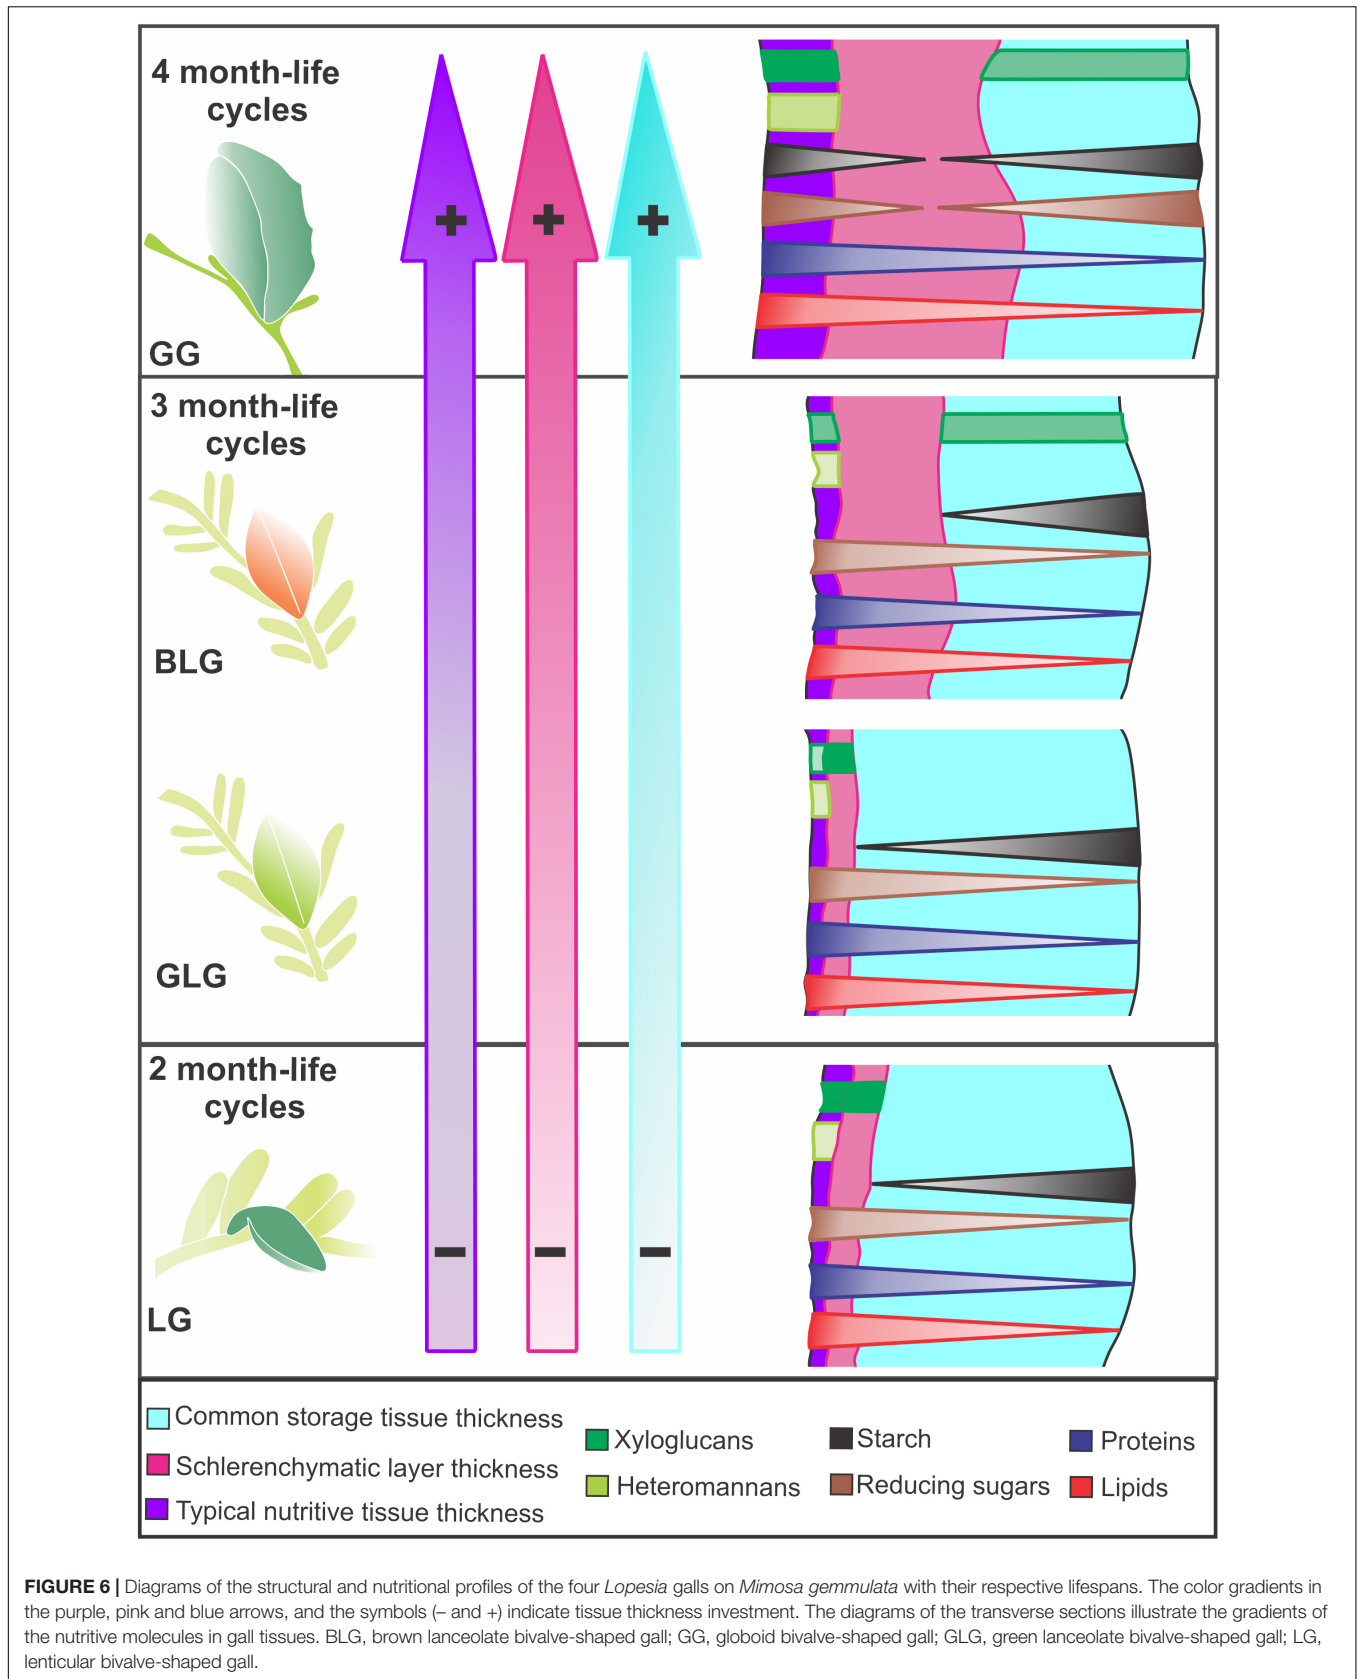 4 month-life
cycles
GG
+ + +
3 month-life
cycles
BLG
GLG
2 month-life
cycles
LG
– – –
Common storage tissue thickness
Schlerenchymatic layer thickness
Typical nutritive tissue thickness
Xyloglucans
Heteromannans
Starch
Reducing sugars
Proteins
Lipids
FIGURE 6 | Diagrams of the structural and nutritional profiles of the four Lopesia galls on Mimosa gemmulata with their respective lifespans. The color gradients in
the purple, pink and blue arrows, and the symbols (– and +) indicate tissue thickness investment. The diagrams of the transverse sections illustrate the gradients of
the nutritive molecules in gall tissues. BLG, brown lanceolate bivalve-shaped gall; GG, globoid bivalve-shaped gall; GLG, green lanceolate bivalve-shaped gall; LG,
lenticular bivalve-shaped gall.